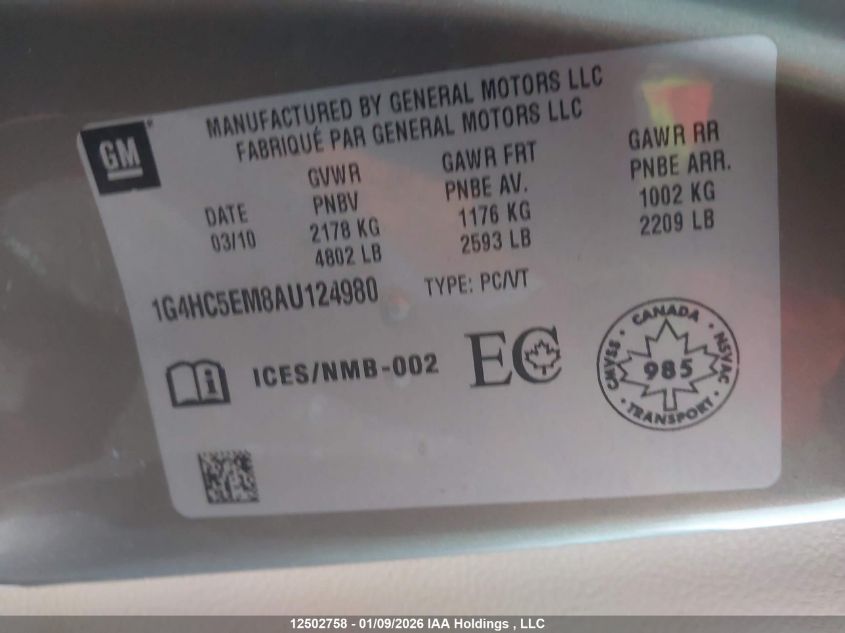 GM
MANUFACTURED BY GENERAL MOTORS LLC
FABRIQUÉ PAR GENERAL MOTORS LLC
DATE
03/10
GVWR
PNBV
2178 KG
4802 LB
GAWR FRT
PNBE AV.
1176 KG
2593 LB
GAWR RR
PNBE ARR.
1002 KG
2209 LB
1G4HC5EM8AU124980
TYPE: PC/VT
i
ICES/NMB-002
EC
CANADA
CMVSS
985
NSVAC
TRANSPORT
12502758 - 01/09/2026 IAA Holdings , LLC